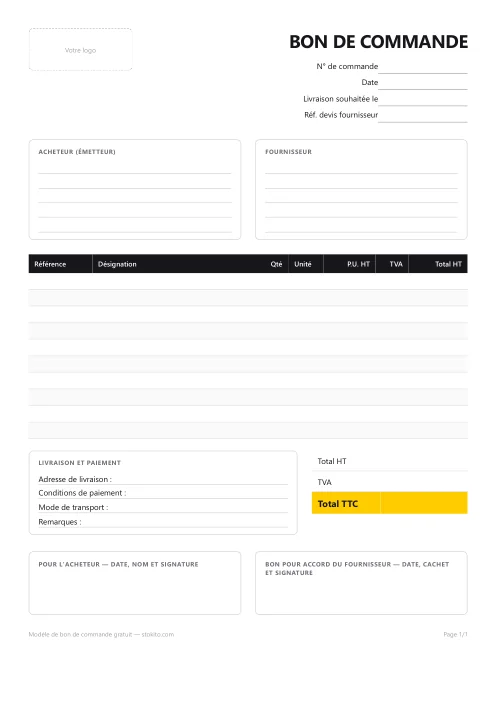 Votre logo
BON DE COMMANDE
N° de commande
Date
Livraison souhaitée le
Réf. devis fournisseur
ACHETEUR (ÉMETTEUR)
FOURNISSEUR
Référence Désignation Qté Unité P.U. HT TVA Total HT
LIVRAISON ET PAIEMENT
Adresse de livraison :
Conditions de paiement :
Mode de transport :
Remarques :
Total HT
TVA
Total TTC
POUR L'ACHETEUR — DATE, NOM ET SIGNATURE
BON POUR ACCORD DU FOURNISSEUR — DATE, CACHET
ET SIGNATURE
Modèle de bon de commande gratuit — stokito.com Page 1/1